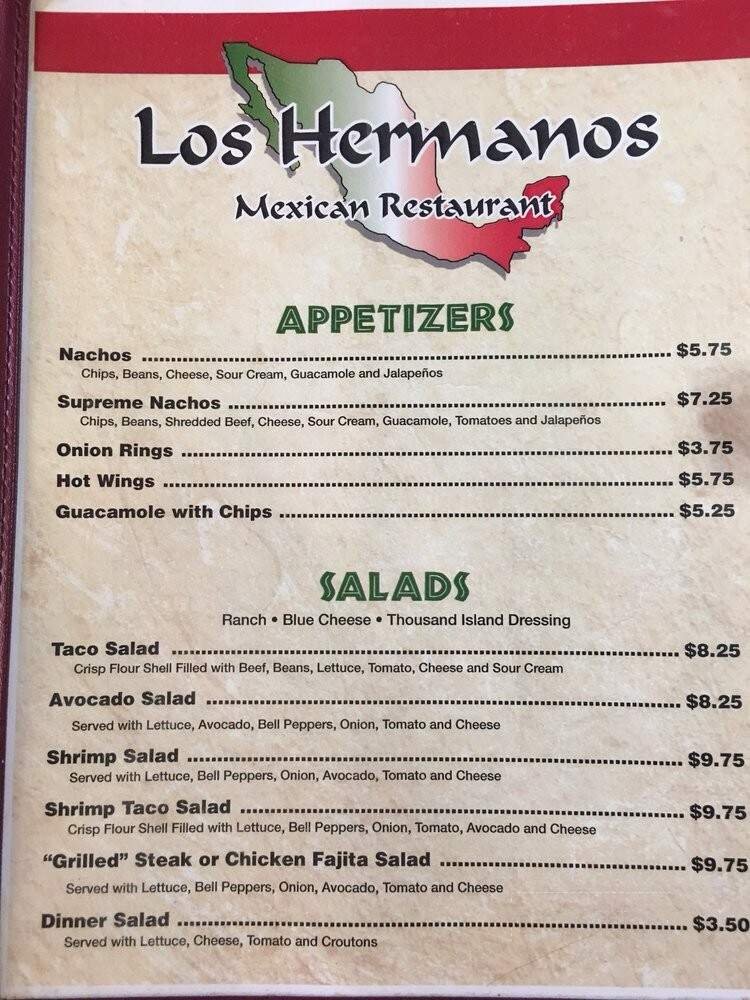 Los Hermanos
Mexican Restaurant
APPETIZERS
Nachos ........ $5.75
Chips, Beans, Cheese, Sour Cream, Guacamole and Jalapeños
Supreme Nachos ........ $7.25
Chips, Beans, Shredded Beef, Cheese, Sour Cream, Guacamole, Tomatoes and Jalapeños
Onion Rings ........ $3.75
Hot Wings ........ $5.75
Guacamole with Chips ........ $5.25
SALADS
Ranch • Blue Cheese • Thousand Island Dressing
Taco Salad ........ $8.25
Crisp Flour Shell Filled with Beef, Beans, Lettuce, Tomato, Cheese and Sour Cream
Avocado Salad ........ $8.25
Served with Lettuce, Avocado, Bell Peppers, Onion, Tomato and Cheese
Shrimp Salad ........ $9.75
Served with Lettuce, Bell Peppers, Onion, Avocado, Tomato and Cheese
Shrimp Taco Salad ........ $9.75
Crisp Flour Shell Filled with Lettuce, Bell Peppers, Onion, Tomato, Avocado and Cheese
“Grilled” Steak or Chicken Fajita Salad ........ $9.75
Served with Lettuce, Bell Peppers, Onion, Avocado, Tomato and Cheese
Dinner Salad ........ $3.50
Served with Lettuce, Cheese, Tomato and Croutons